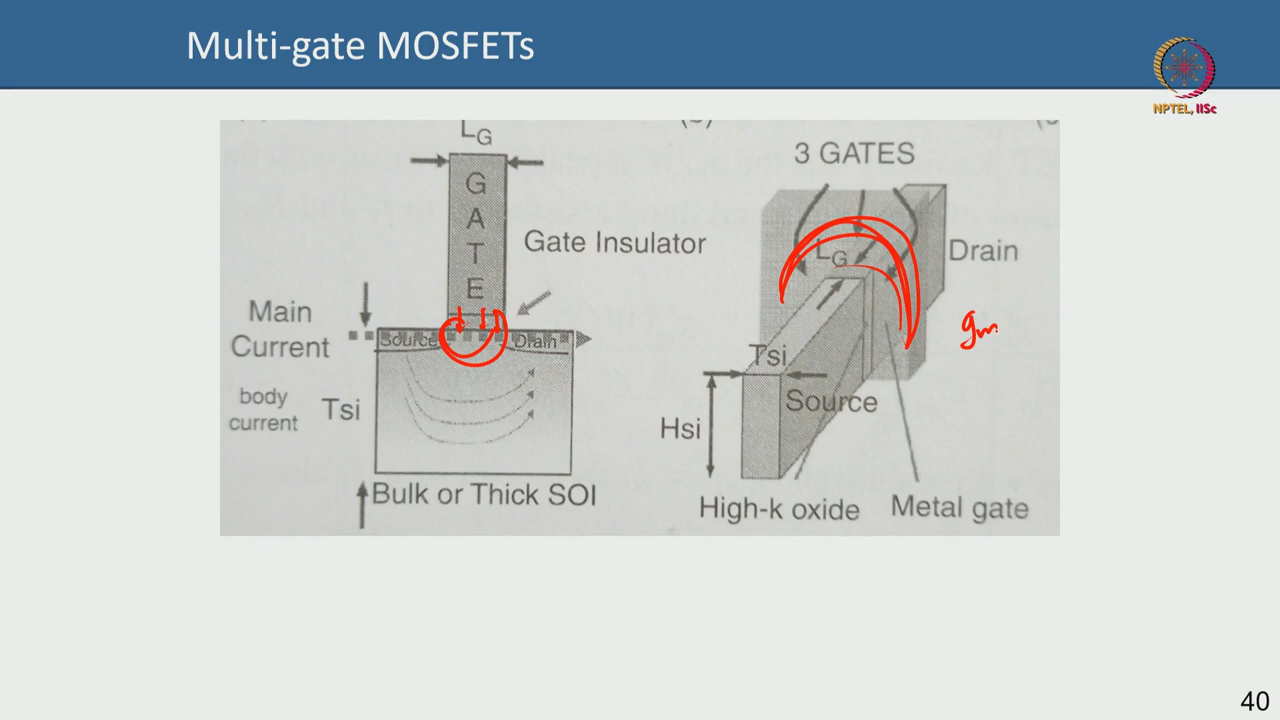 Multi-gate MOSFETs
NPTEL, IISc
LG
GATE
Gate Insulator
Main
Current
Source
Drain
body
current
Tsi
Bulk or Thick SOI
3 GATES
LG
Drain
gm
Tsi
Source
Hsi
High-k oxide
Metal gate
40